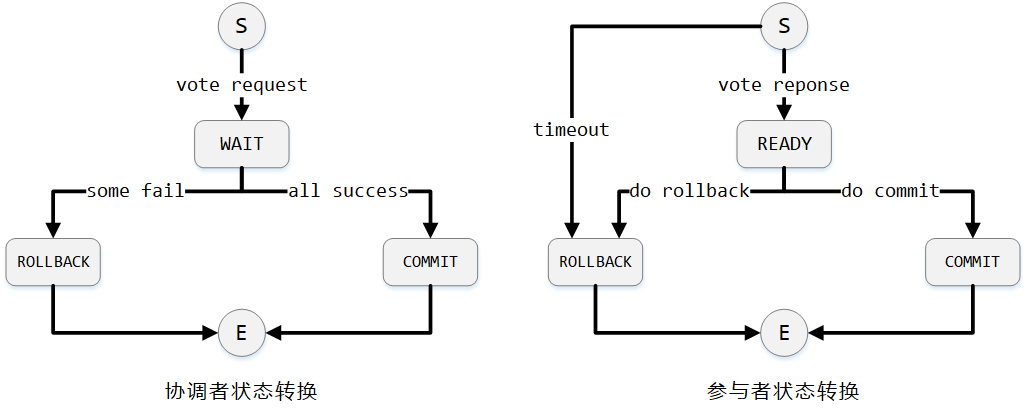 S
vote request
WAIT
some fail
all success
ROLLBACK
COMMIT
E
协调者状态转换
S
vote reponse
timeout
READY
do rollback
do commit
ROLLBACK
COMMIT
E
参与者状态转换